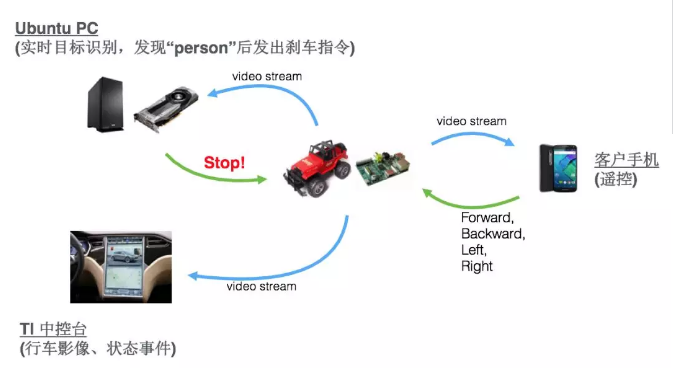 Ubuntu PC
(实时目标识别，发现“person”后发出刹车指令)
video stream
video stream
Stop!
客户手机
(遥控)
Forward,
Backward,
Left,
Right
video stream
TI 中控台
(行车影像、状态事件)